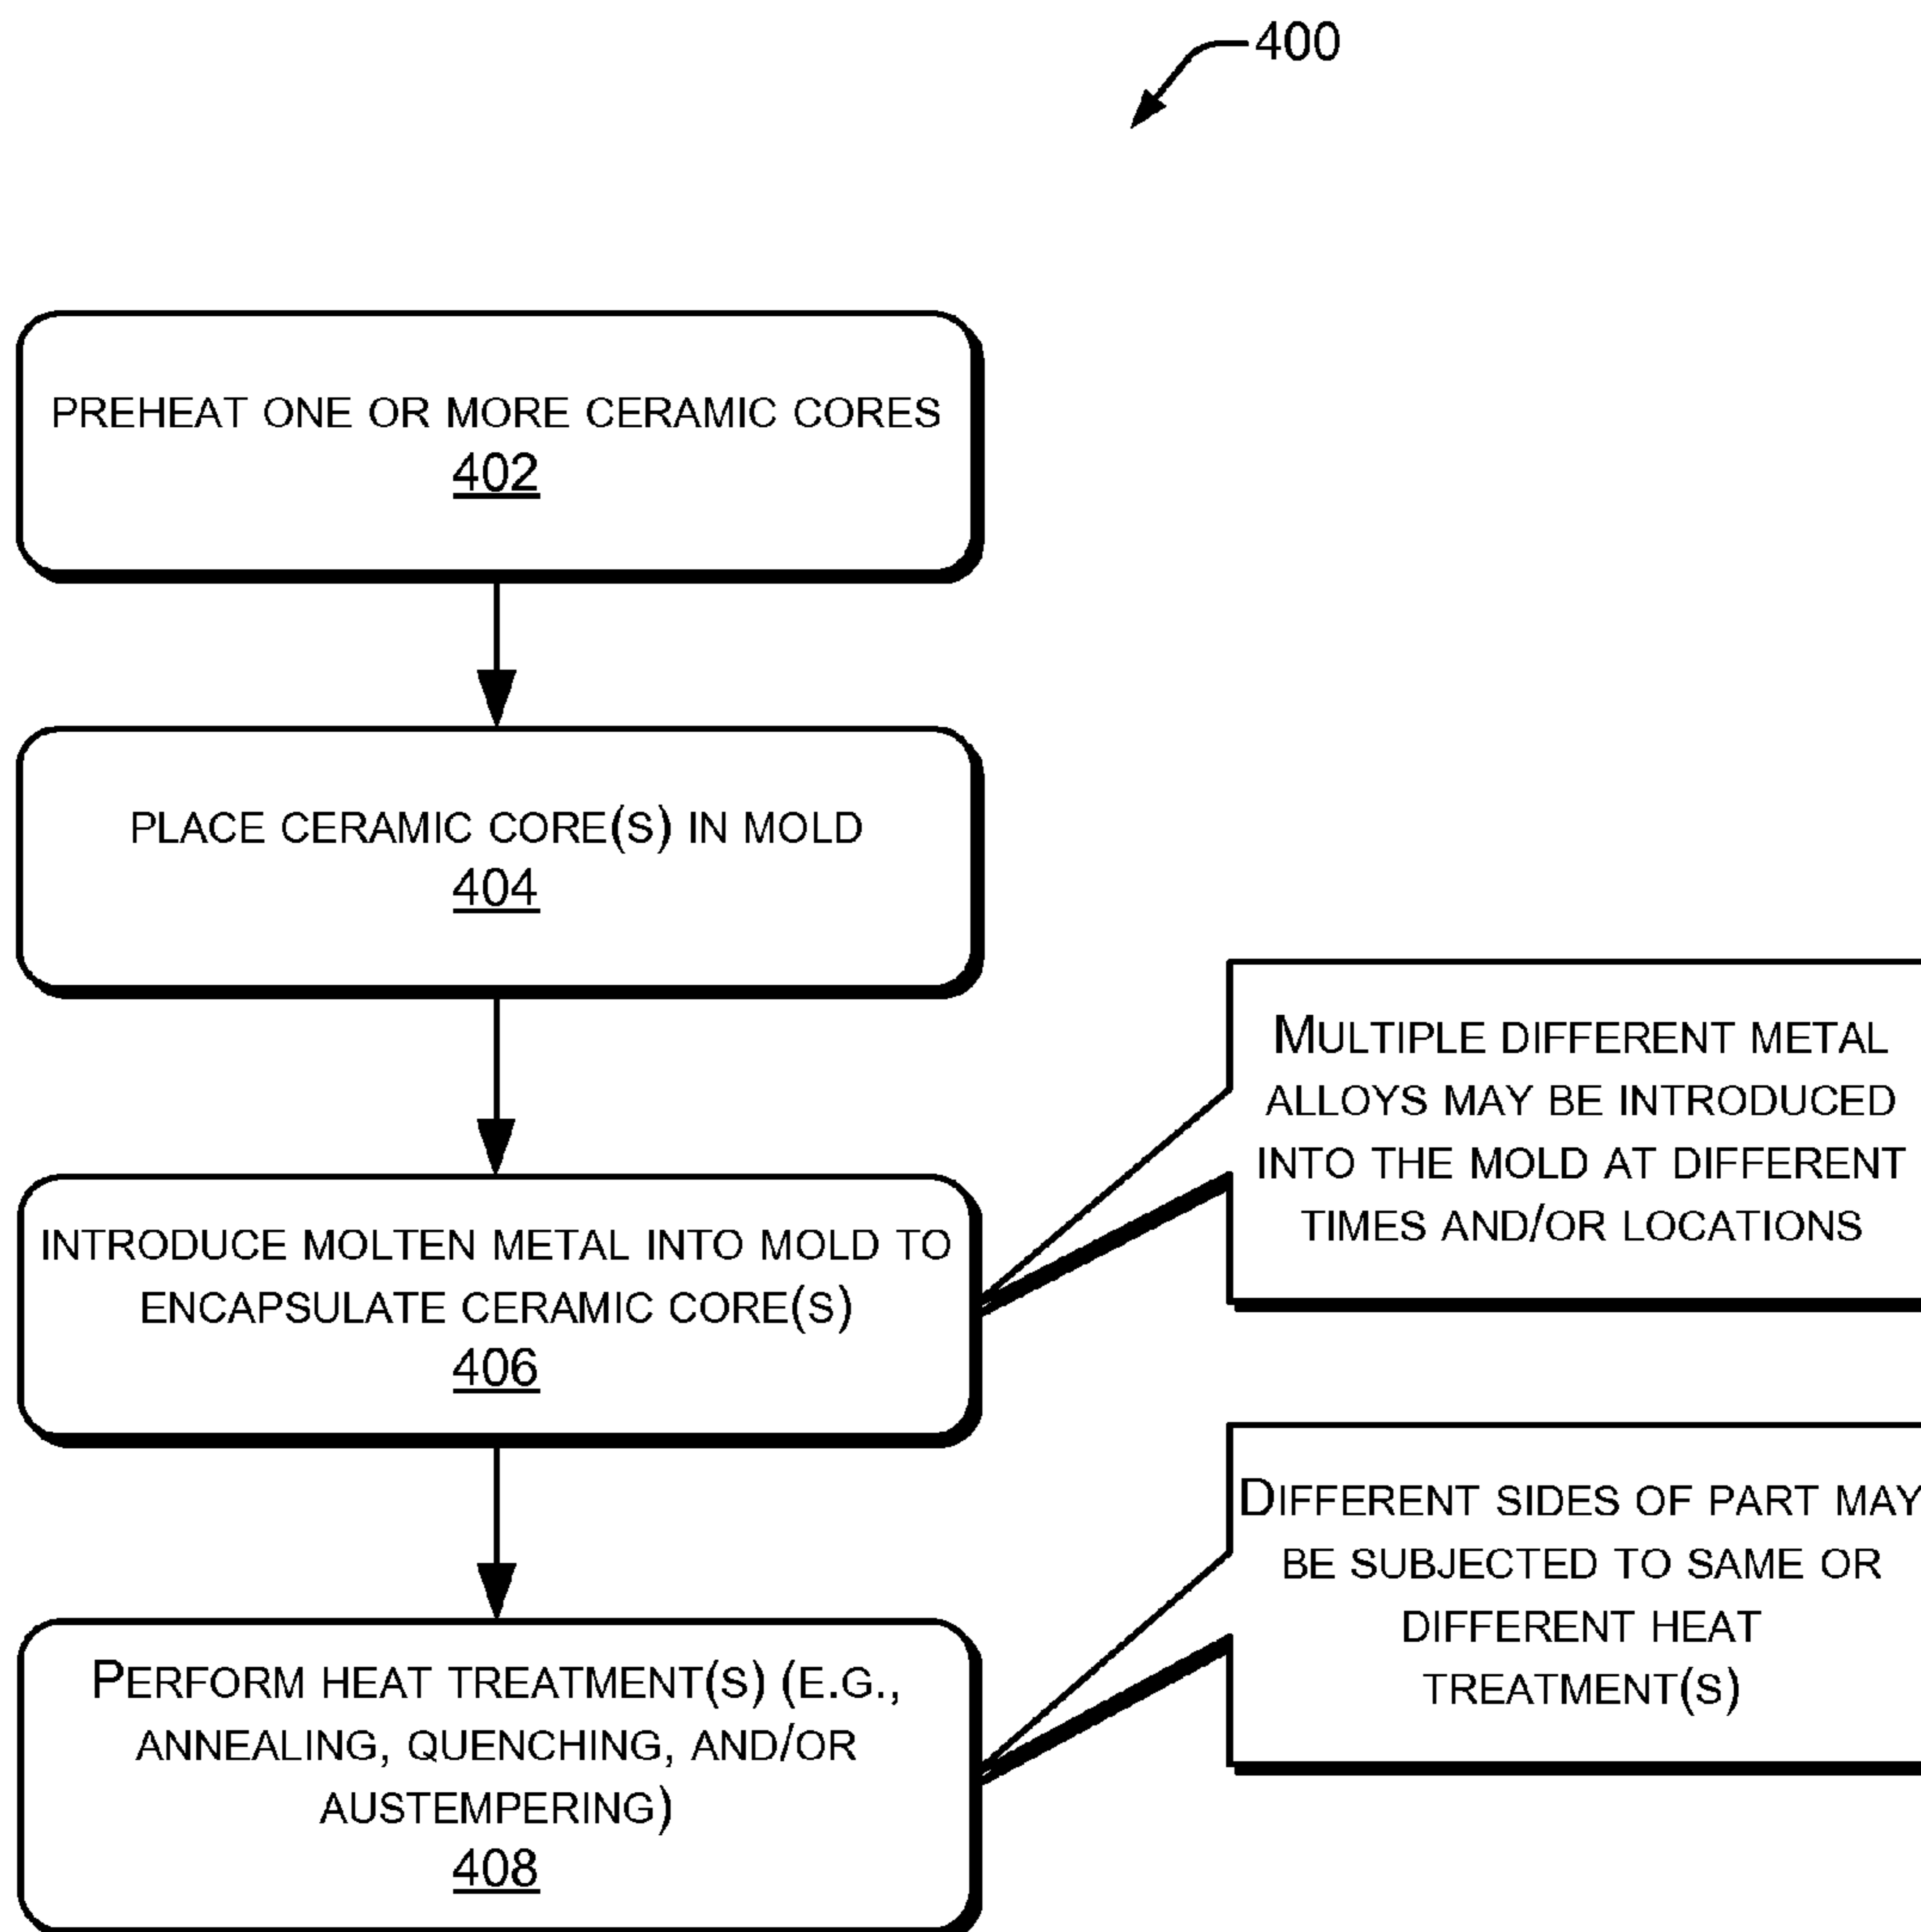 400
PREHEAT ONE OR MORE CERAMIC CORES
402
PLACE CERAMIC CORE(S) IN MOLD
404
INTRODUCE MOLTEN METAL INTO MOLD TO
ENCAPSULATE CERAMIC CORE(S)
406
MULTIPLE DIFFERENT METAL
ALLOYS MAY BE INTRODUCED
INTO THE MOLD AT DIFFERENT
TIMES AND/OR LOCATIONS
PERFORM HEAT TREATMENT(S) (E.G.,
ANNEALING, QUENCHING, AND/OR
AUSTEMPERING)
408
DIFFERENT SIDES OF PART MAY
BE SUBJECTED TO SAME OR
DIFFERENT HEAT
TREATMENT(S)